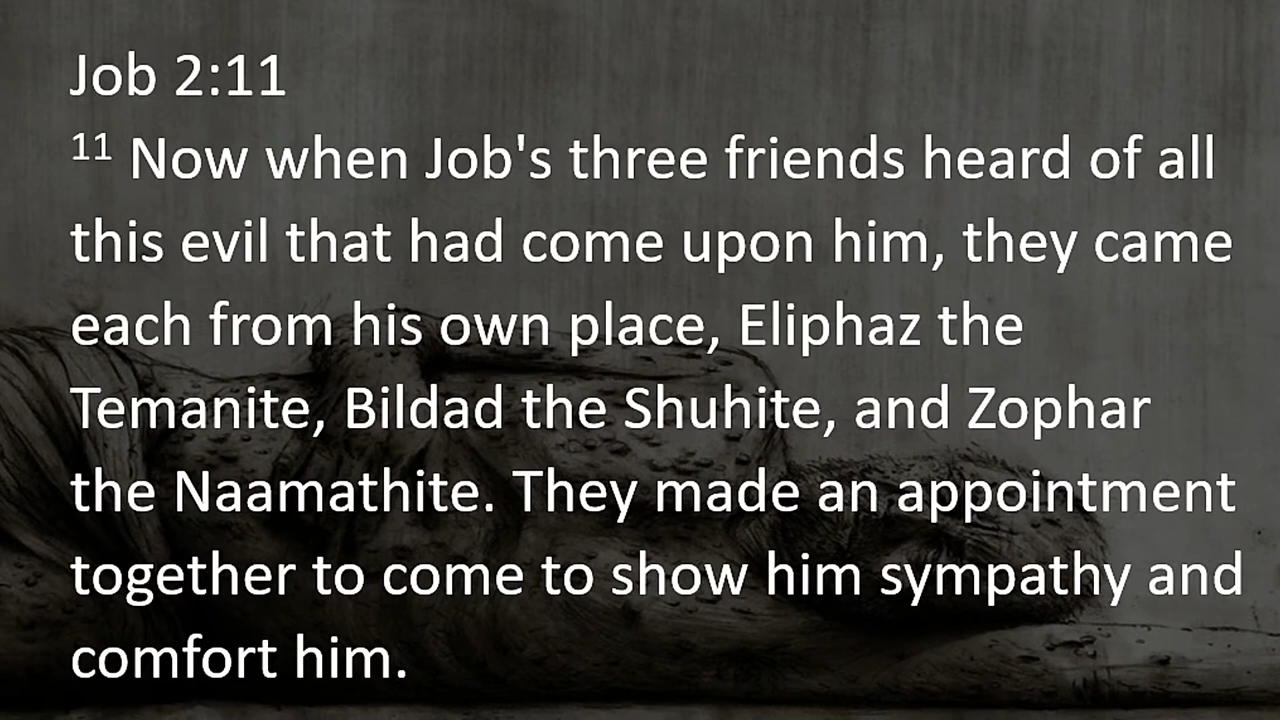 Job 2:11
11 Now when Job's three friends heard of all
this evil that had come upon him, they came
each from his own place, Eliphaz the
Temanite, Bildad the Shuhite, and Zophar
the Naamathite. They made an appointment
together to come to show him sympathy and
comfort him.